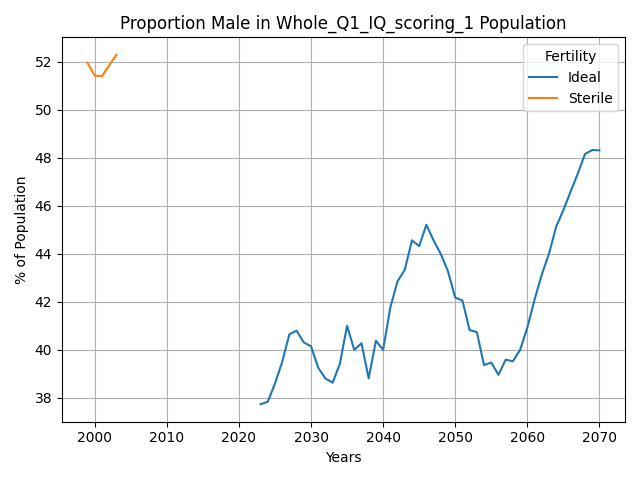 Proportion Male in Whole_Q1_IQ_scoring_1 Population
Fertility
Ideal
Sterile
% of Population
52
50
48
46
44
42
40
38
2000 2010 2020 2030 2040 2050 2060 2070
Years